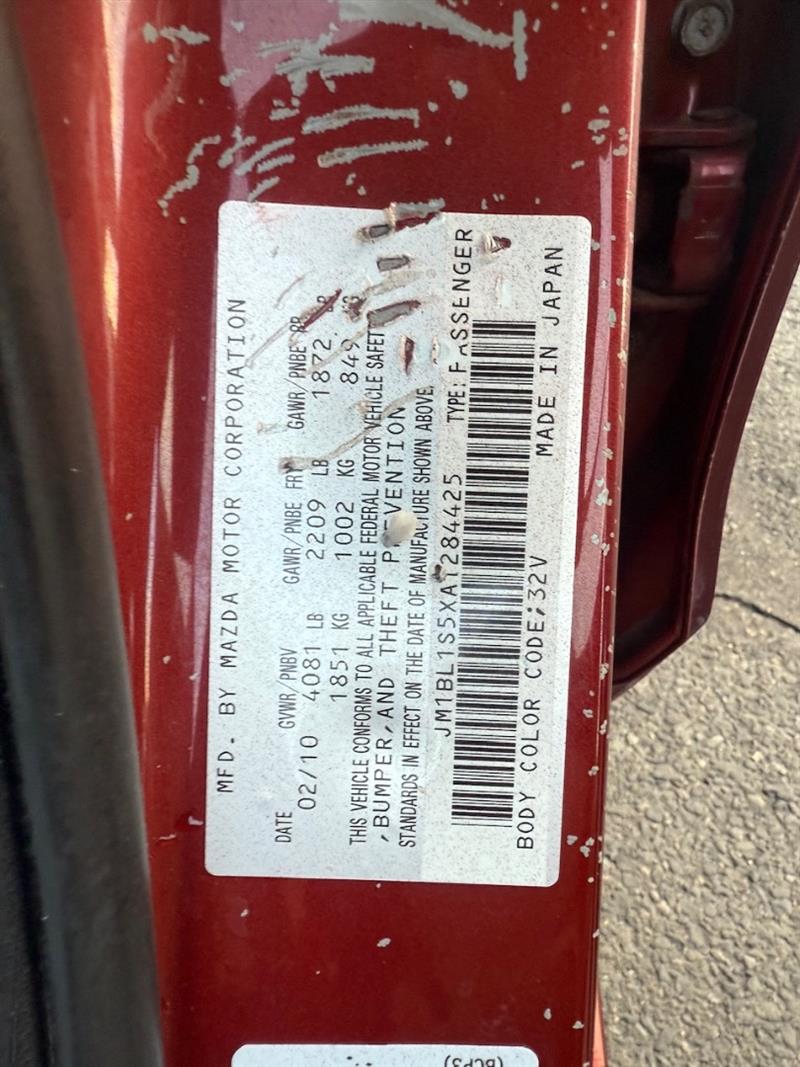 MFD. BY MAZDA MOTOR CORPORATION
DATE GVWR/PNBV GAWR/PNBE FRT GAWR/PNBE RR
02/10 4081 LB 2209 LB 1872 LB
1851 KG 1002 KG 849 KG
THIS VEHICLE CONFORMS TO ALL APPLICABLE FEDERAL MOTOR VEHICLE SAFETY
,BUMPER,AND THEFT PREVENTION
STANDARDS IN EFFECT ON THE DATE OF MANUFACTURE SHOWN ABOVE.
JM1BL1S5XA1284425 TYPE: PASSENGER
BODY COLOR CODE;32V MADE IN JAPAN